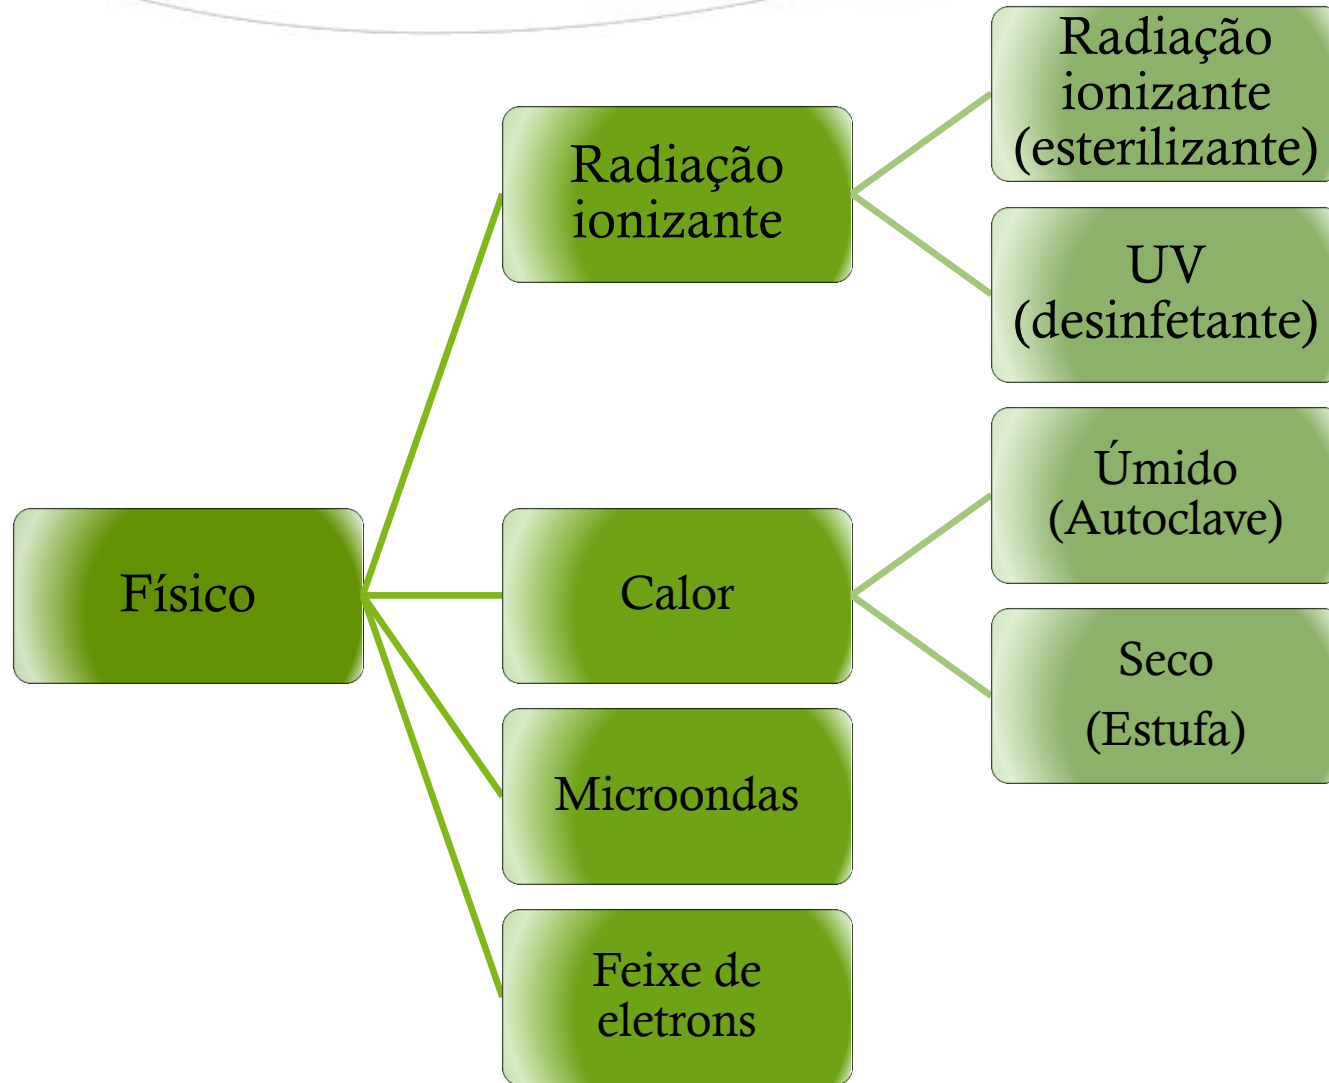 Físico
Radiação
ionizante
Radiação
ionizante
(esterilizante)
UV
(desinfetante)
Calor
Úmido
(Autoclave)
Seco
(Estufa)
Microondas
Feixe de
eletrons